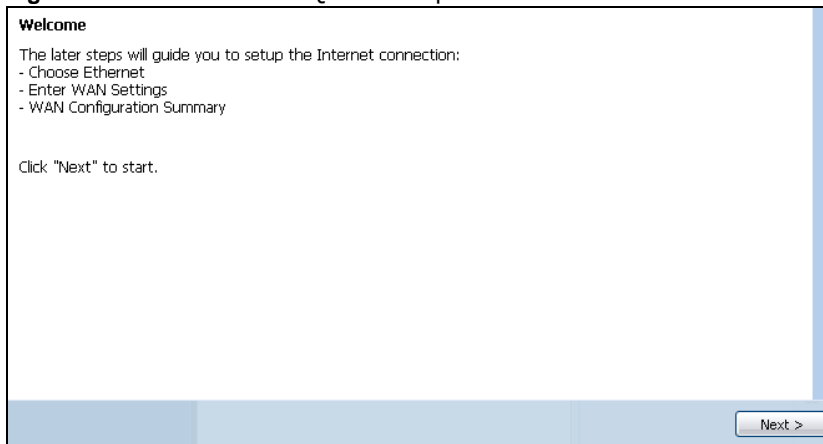 Welcome
The later steps will guide you to setup the Internet connection:
- Choose Ethernet
- Enter WAN Settings
- WAN Configuration Summary
Click "Next" to start.
Next >